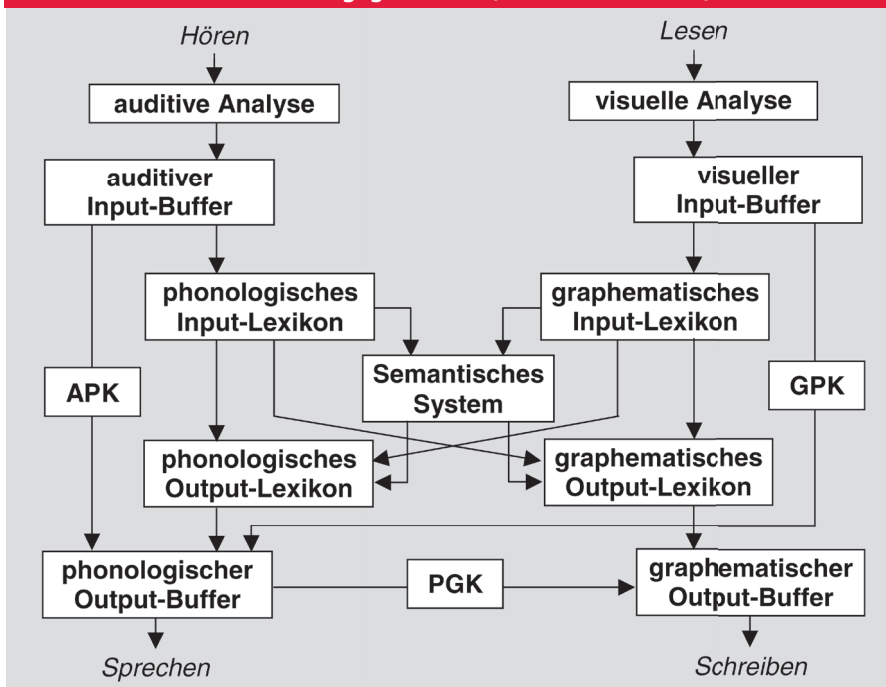 Hören
Lesen
auditive Analyse
visuelle Analyse
auditiver
Input-Buffer
visueller
Input-Buffer
phonologisches
Input-Lexikon
graphematisches
Input-Lexikon
Semantisches
System
APK
GPK
phonologisches
Output-Lexikon
graphematisches
Output-Lexikon
phonologischer
Output-Buffer
PGK
graphematischer
Output-Buffer
Sprechen
Schreiben